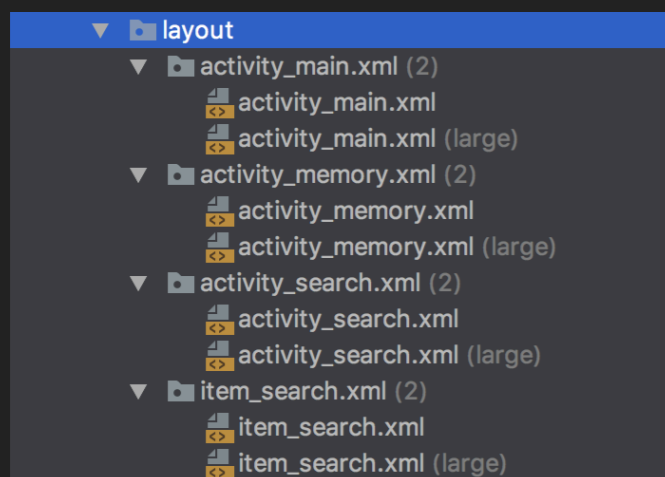 layout
activity_main.xml (2)
activity_main.xml
activity_main.xml (large)
activity_memory.xml (2)
activity_memory.xml
activity_memory.xml (large)
activity_search.xml (2)
activity_search.xml
activity_search.xml (large)
item_search.xml (2)
item_search.xml
item_search.xml (large)